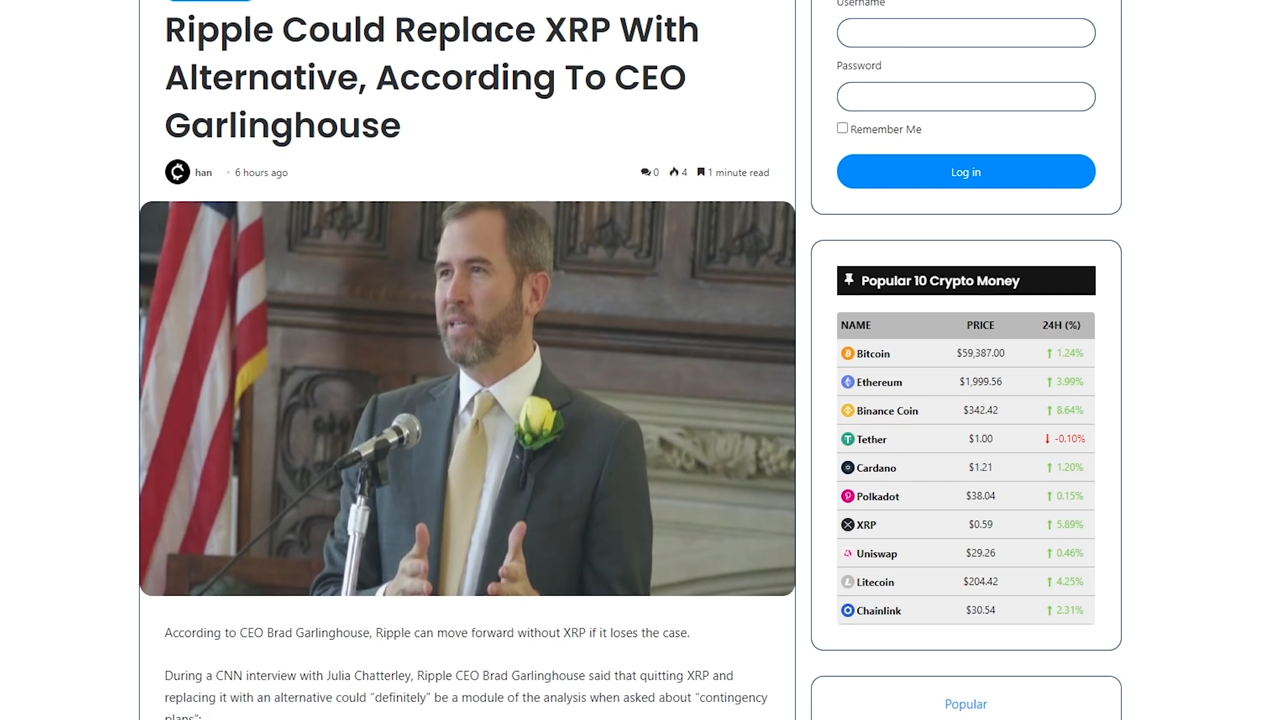 Ripple Could Replace XRP With
Alternative, According To CEO
Garlinghouse
han
6 hours ago
0
4
1 minute read
According to CEO Brad Garlinghouse, Ripple can move forward without XRP if it loses the case.
During a CNN interview with Julia Chatterley, Ripple CEO Brad Garlinghouse said that quitting XRP and
replacing it with an alternative could “definitely” be a module of the analysis when asked about “contingency
plans”:
Username
Password
Remember Me
Log in
Popular 10 Crypto Money
NAME PRICE 24H (%)
Bitcoin $59,387.00 ↑ 1.24%
Ethereum $1,999.56 ↑ 3.99%
Binance Coin $342.42 ↑ 8.64%
Tether $1.00 ↓ -0.10%
Cardano $1.21 ↑ 1.20%
Polkadot $38.04 ↑ 0.15%
XRP $0.59 ↑ 5.89%
Uniswap $29.26 ↑ 0.46%
Litecoin $204.42 ↑ 4.25%
Chainlink $30.54 ↑ 2.31%
Popular